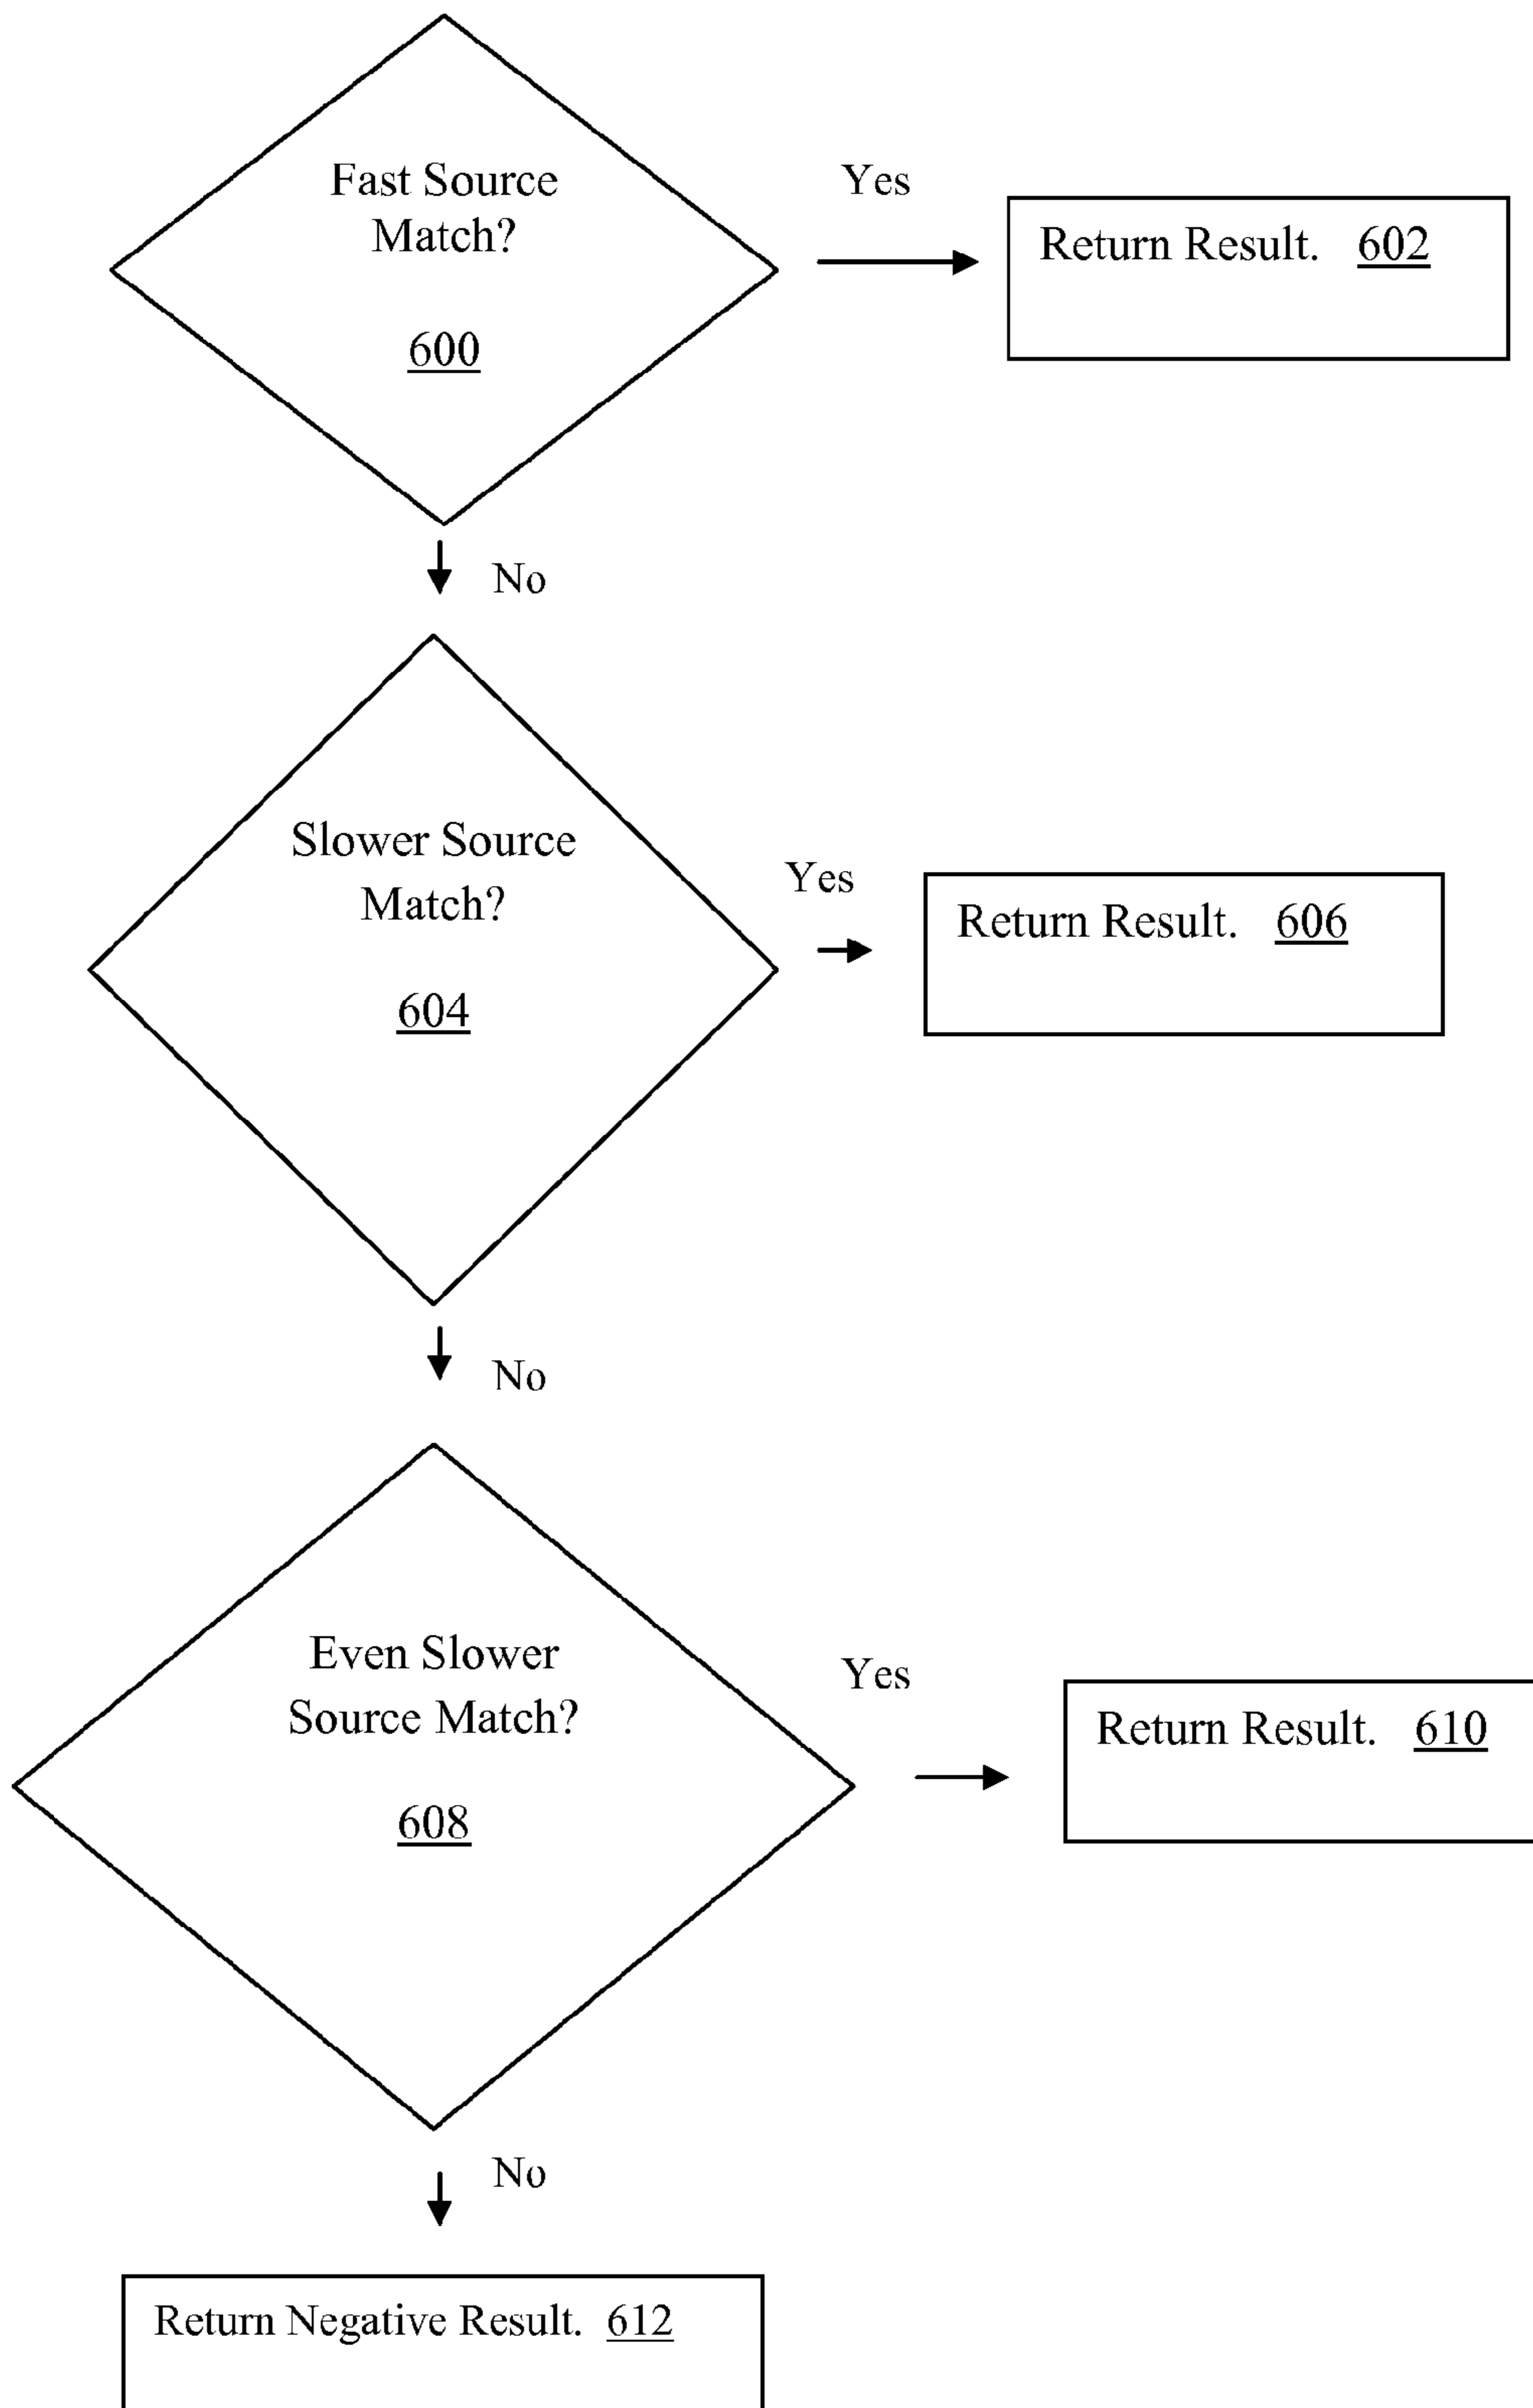 Fast Source
Match?
600
Yes
Return Result. 602
No
Slower Source
Match?
604
Yes
Return Result. 606
No
Even Slower
Source Match?
608
Yes
Return Result. 610
No
Return Negative Result. 612